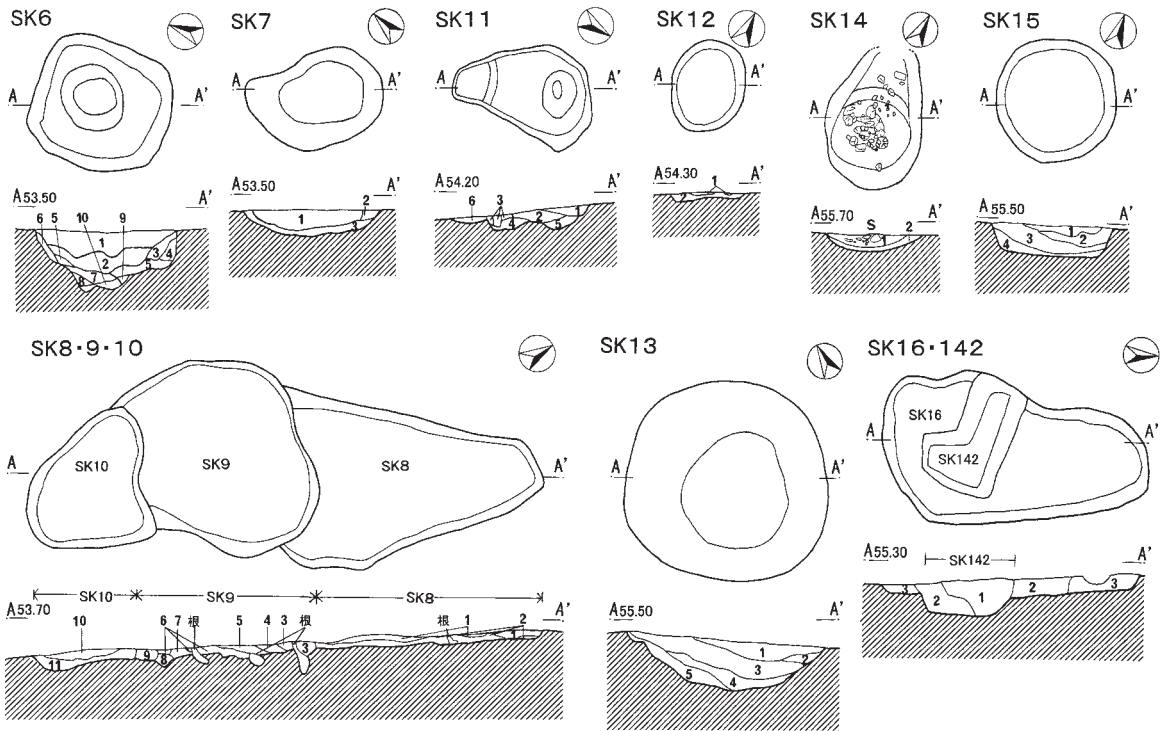 SK6
SK7
SK11
SK12
SK14
SK15
A A'
A A'
A A'
A A'
A A'
A A'
A53.50 A'
6 5 10 9
1
2
3 4
5
7
8
A53.50 A'
2
1
3
A54.20 A'
6 3
4 2 1
5
A54.30 1 A'
2
A55.70 S A'
1 2
A55.50 A'
1
3 2
4
SK8・9・10
SK13
SK16・142
A A'
SK10
SK9
SK8
A A'
A A'
SK16
SK142
SK10 SK9 SK8
A53.70 A'
10 6 7 根 5 4 3 根 1 2
11 9 8 3 1
A55.50 A'
1
2
3
5 4
A55.30 SK142 A'
3 2 1 2 3